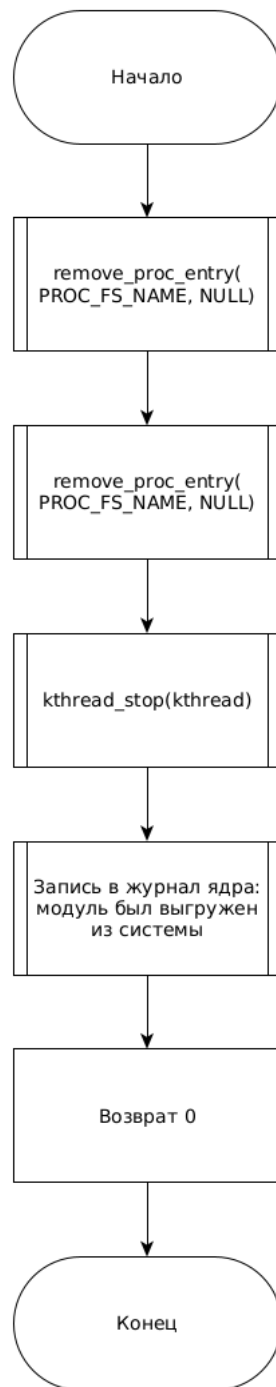 Начало
remove_proc_entry(
PROC_FS_NAME, NULL)
remove_proc_entry(
PROC_FS_NAME, NULL)
kthread_stop(kthread)
Запись в журнал ядра:
модуль был выгружен
из системы
Возврат 0
Конец